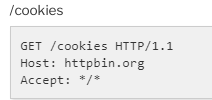 /cookies
GET /cookies HTTP/1.1
Host: httpbin.org
Accept: */*